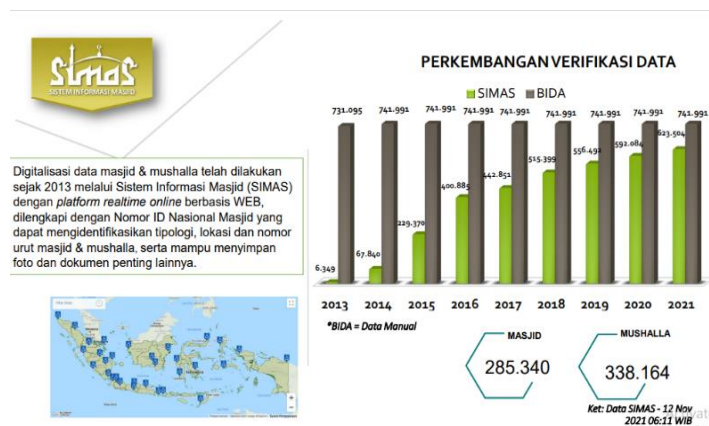 SIMAS
SISTEM INFORMASI MASJID
PERKEMBANGAN VERIFIKASI DATA
SIMAS BIDA
731.095 741.991 741.991 741.991 741.991 741.991 741.991 741.991 741.991
6.349 67.840 229.370 400.885 442.851 515.399 556.492 592.084 623.504
2013 2014 2015 2016 2017 2018 2019 2020 2021
*BIDA = Data Manual
Digitalisasi data masjid & mushalla telah dilakukan
sejak 2013 melalui Sistem Informasi Masjid (SIMAS)
dengan platform realtime online berbasis WEB,
dilengkapi dengan Nomor ID Nasional Masjid yang
dapat mengidentifikasikan tipologi, lokasi dan nomor
urut masjid & mushalla, serta mampu menyimpan
foto dan dokumen penting lainnya.
MASJID
285.340
MUSHALLA
338.164
Ket: Data SIMAS - 12 Nov
2021 06:11 WIB